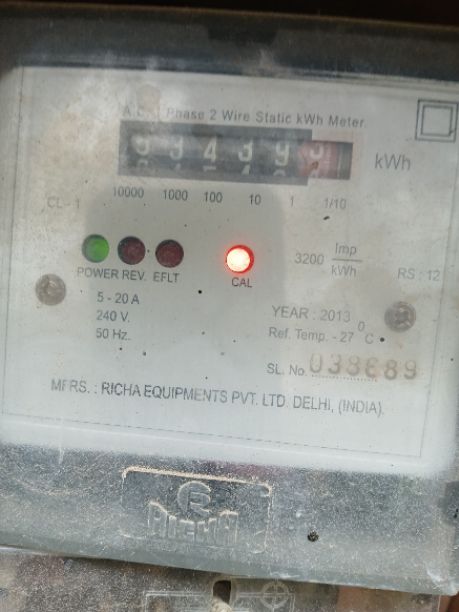 A.C. Phase 2 Wire Static kWh Meter
kWh
CL - 1 10000 1000 100 10 1 1/10
POWER REV. EFLT CAL
3200 Imp/kWh
RS : 12
5 - 20 A
240 V.
50 Hz.
YEAR : 2013
Ref. Temp. - 27 °C
SL. No.
MFRS. : RICHA EQUIPMENTS PVT. LTD. DELHI, (INDIA).
RICHA